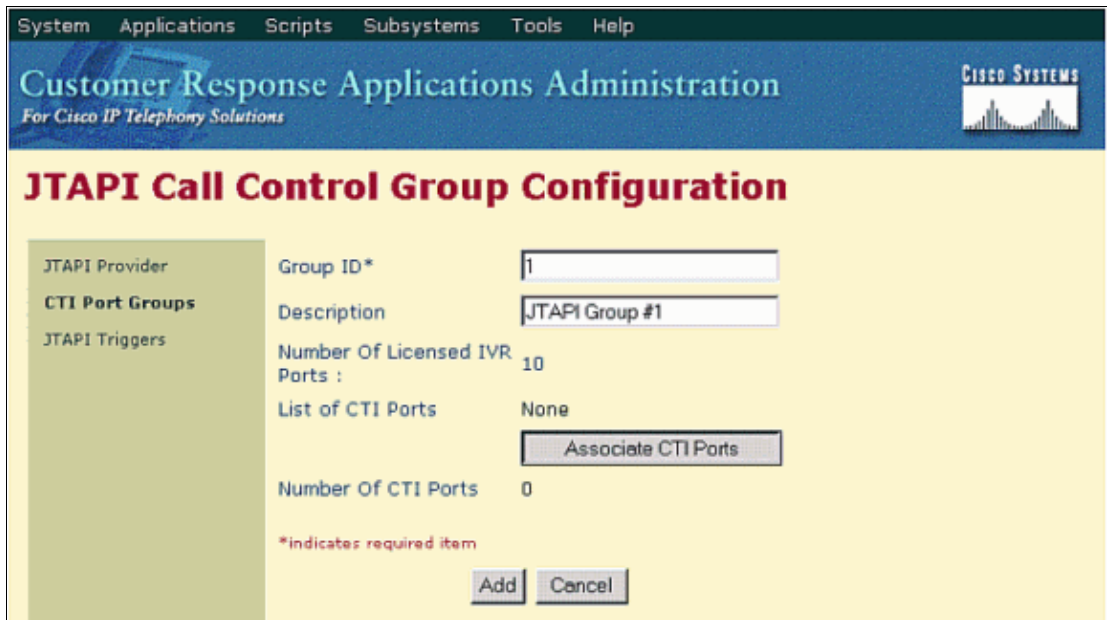 System Applications Scripts Subsystems Tools Help
Customer Response Applications Administration
For Cisco IP Telephony Solutions
CISCO SYSTEMS
JTAPI Call Control Group Configuration
JTAPI Provider
CTI Port Groups
JTAPI Triggers
Group ID* 1
Description JTAPI Group #1
Number Of Licensed IVR
Ports : 10
List of CTI Ports None
Associate CTI Ports
Number Of CTI Ports 0
*indicates required item
Add Cancel